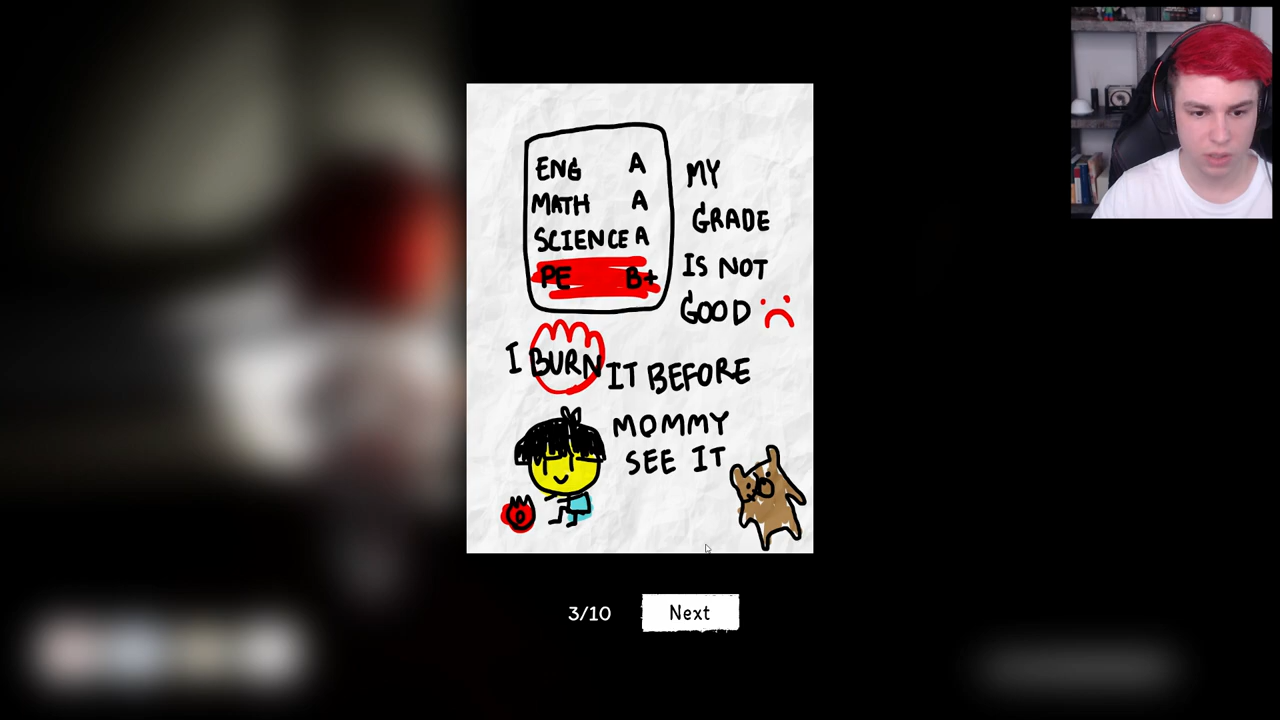 ENG A
MATH A
SCIENCE A
PE B+
MY
GRADE
IS NOT
GOOD
I BURN IT BEFORE
MOMMY
SEE IT
3/10
Next